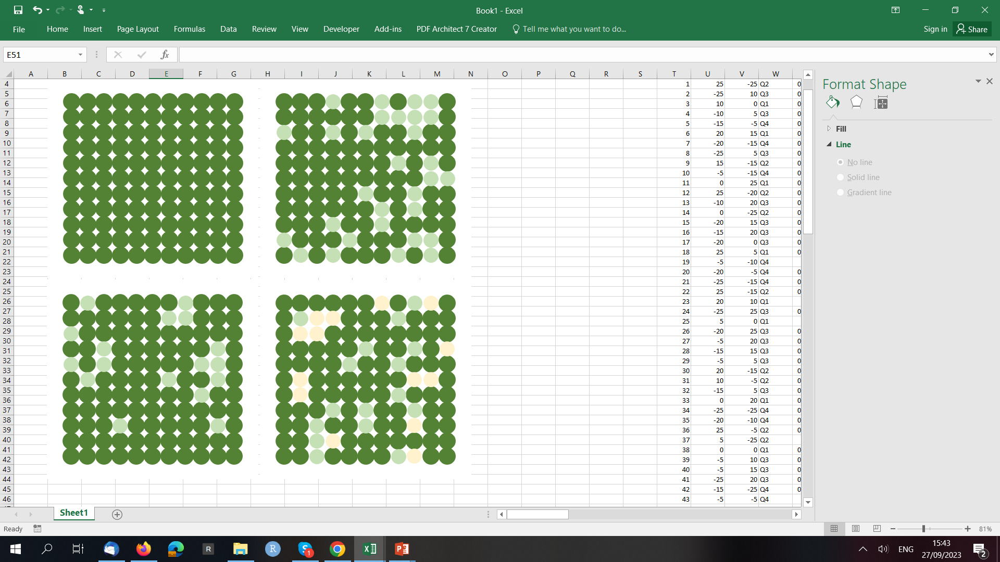 Book1 - Excel
File Home Insert Page Layout Formulas Data Review View Developer Add-ins PDF Architect 7 Creator Tell me what you want to do... Sign in Share
E51 fx
A B C D E F G H I J K L M N O P Q R S T U V W
4 1 25 -25 Q2 0
5 2 -25 10 Q3 0
6 3 10 0 Q1 0
7 4 -10 5 Q3 0
8 5 -15 -5 Q4 0
9 6 20 15 Q1 0
10 7 -20 -15 Q4 0
11 8 -25 5 Q3 0
12 9 15 -15 Q2 0
13 10 -5 -15 Q4 0
14 11 0 25 Q1 0
15 12 25 -20 Q2 0
16 13 -10 20 Q3 0
17 14 0 -25 Q2 0
18 15 -20 15 Q3 0
19 16 -15 20 Q3 0
20 17 -20 0 Q3 0
21 18 25 5 Q1 0
22 19 -5 -10 Q4
23 20 -20 -5 Q4 0
24 21 -25 -15 Q4 0
25 22 25 -15 Q2 0
26 23 20 10 Q1
27 24 -25 25 Q3 0
28 25 5 0 Q1
29 26 -20 25 Q3 0
30 27 -5 20 Q3 0
31 28 -15 15 Q3 0
32 29 -5 5 Q3 0
33 30 20 -15 Q2 0
34 31 10 -5 Q2 0
35 32 -15 5 Q3 0
36 33 0 20 Q1 0
37 34 -25 -25 Q4 0
38 35 -20 -10 Q4 0
39 36 25 -5 Q2 0
40 37 5 -25 Q2
41 38 0 0 Q1 0
42 39 -5 10 Q3 0
43 40 -5 15 Q3 0
44 41 -25 20 Q3 0
45 42 -15 -25 Q4 0
46 43 -5 -5 Q4
Format Shape
Fill
Line
No line
Solid line
Gradient line
Sheet1
Ready 81%
R R S 1 X P ENG 15:43
27/09/2023 2